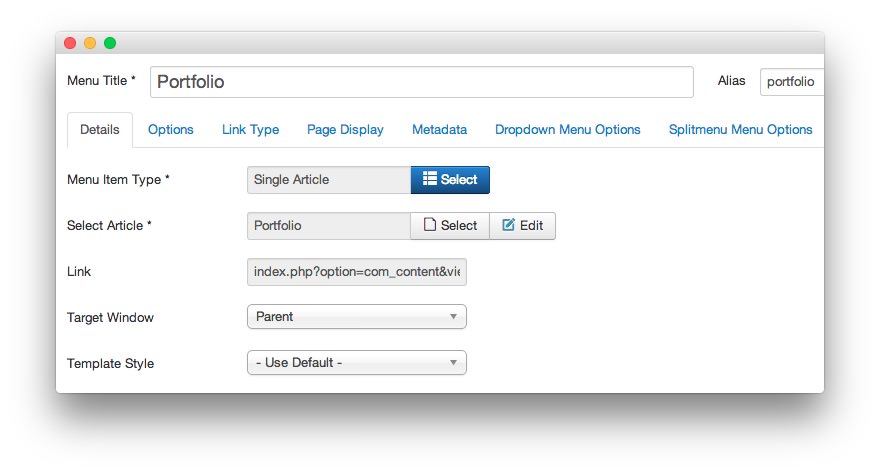 Menu Title * Portfolio Alias portfolio
Details Options Link Type Page Display Metadata Dropdown Menu Options Splitmenu Menu Options
Menu Item Type * Single Article Select
Select Article * Portfolio Select Edit
Link index.php?option=com_content&vie
Target Window Parent
Template Style - Use Default -